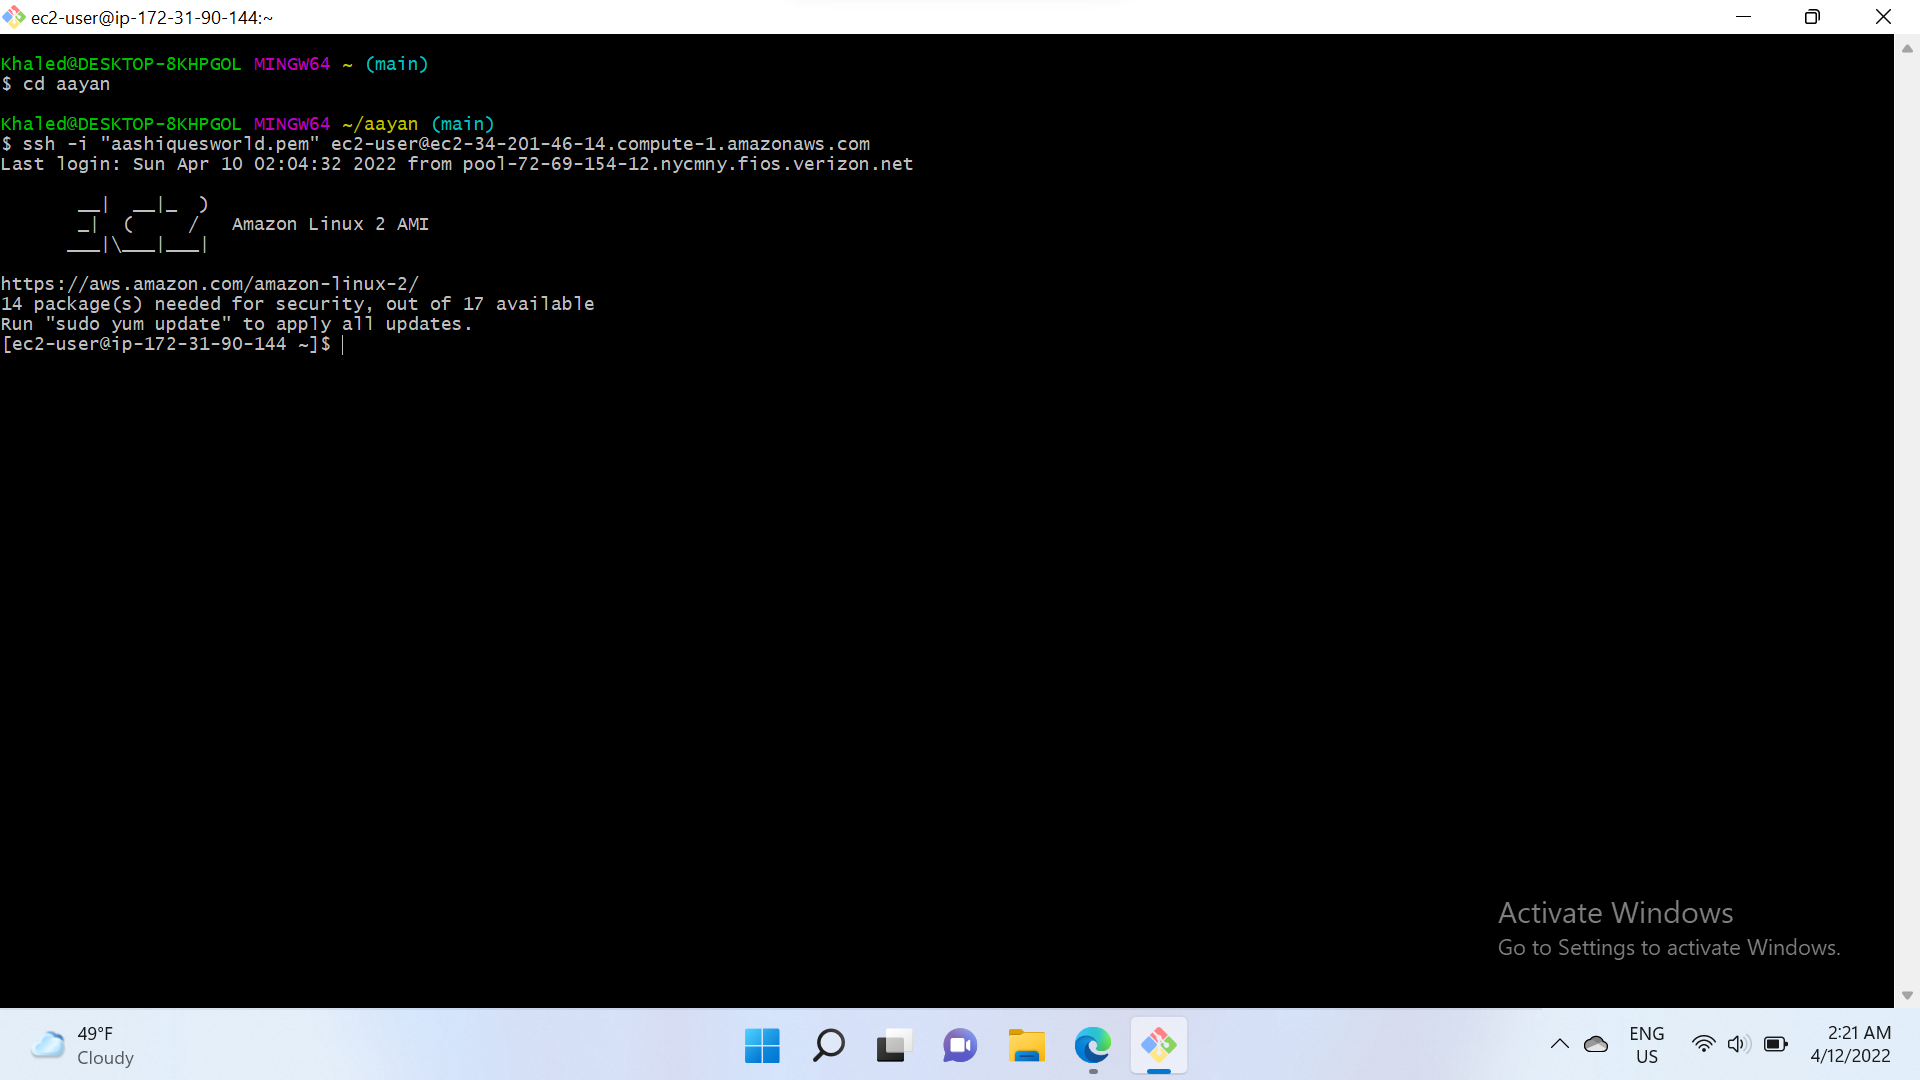 ec2-user@ip-172-31-90-144:~
Khaled@DESKTOP-8KHPGOL MINGW64 ~ (main)
$ cd aayan
Khaled@DESKTOP-8KHPGOL MINGW64 ~/aayan (main)
$ ssh -i "aashiquesworld.pem" ec2-user@ec2-34-201-46-14.compute-1.amazonaws.com
Last login: Sun Apr 10 02:04:32 2022 from pool-72-69-154-12.nycmny.fios.verizon.net
__|  __|_  )
_|  (     /   Amazon Linux 2 AMI
___|\___|___|
https://aws.amazon.com/amazon-linux-2/
14 package(s) needed for security, out of 17 available
Run "sudo yum update" to apply all updates.
[ec2-user@ip-172-31-90-144 ~]$
Activate Windows
Go to Settings to activate Windows.
49°F
Cloudy
ENG
US
2:21 AM
4/12/2022